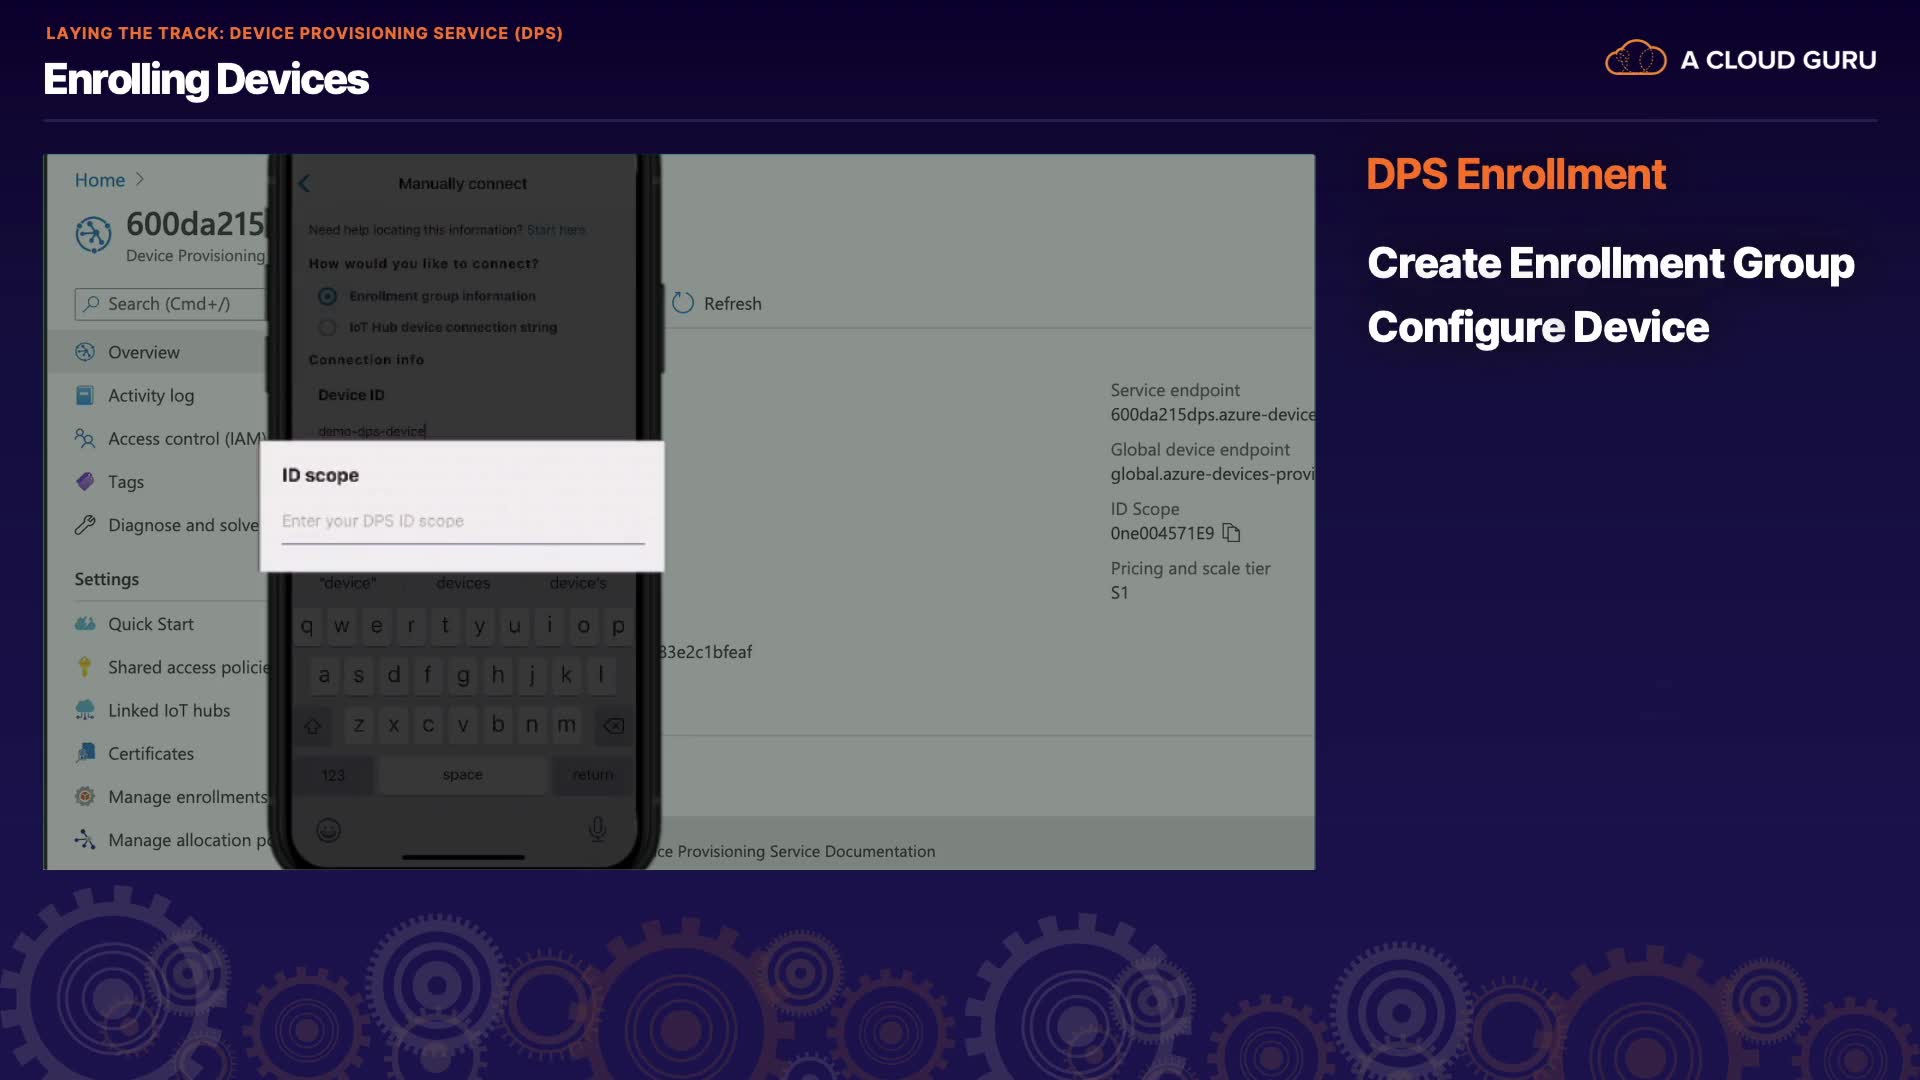 LAYING THE TRACK: DEVICE PROVISIONING SERVICE (DPS)
Enrolling Devices
A CLOUD GURU
Home
600da215
Device Provisioning
Search (Cmd+/)
Overview
Activity log
Access control (IAM)
Tags
Diagnose and solve
Settings
Quick Start
Shared access policie
Linked IoT hubs
Certificates
Manage enrollments
Manage allocation po
Manually connect
Need help locating this information? Start here
How would you like to connect?
Enrollment group information
IoT Hub device connection string
Connection info
Device ID
demo-dps-device
ID scope
Enter your DPS ID scope
"device" devices device's
q w e r t y u i o p
a s d f g h j k l
z x c v b n m
123 space return
Refresh
Service endpoint
600da215dps.azure-device
Global device endpoint
global.azure-devices-provi
ID Scope
0ne004571E9
Pricing and scale tier
S1
83e2c1bfeaf
ce Provisioning Service Documentation
DPS Enrollment
Create Enrollment Group
Configure Device